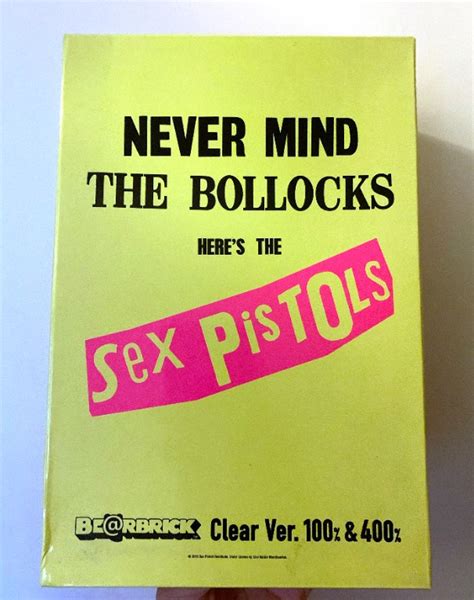 NEVER MIND
THE BOLLOCKS
HERE'S THE
Sex PiSTOLs
BE@RBRICK Clear Ver. 100% & 400%